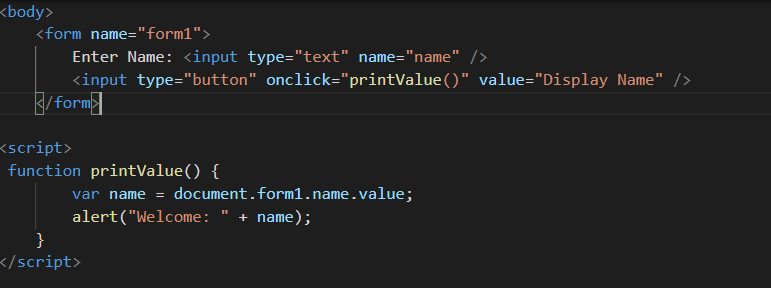 <body>
<form name="form1">
Enter Name: <input type="text" name="name" />
<input type="button" onclick="printValue()" value="Display Name" />
</form>
<script>
function printValue() {
var name = document.form1.name.value;
alert("Welcome: " + name);
}
</script>